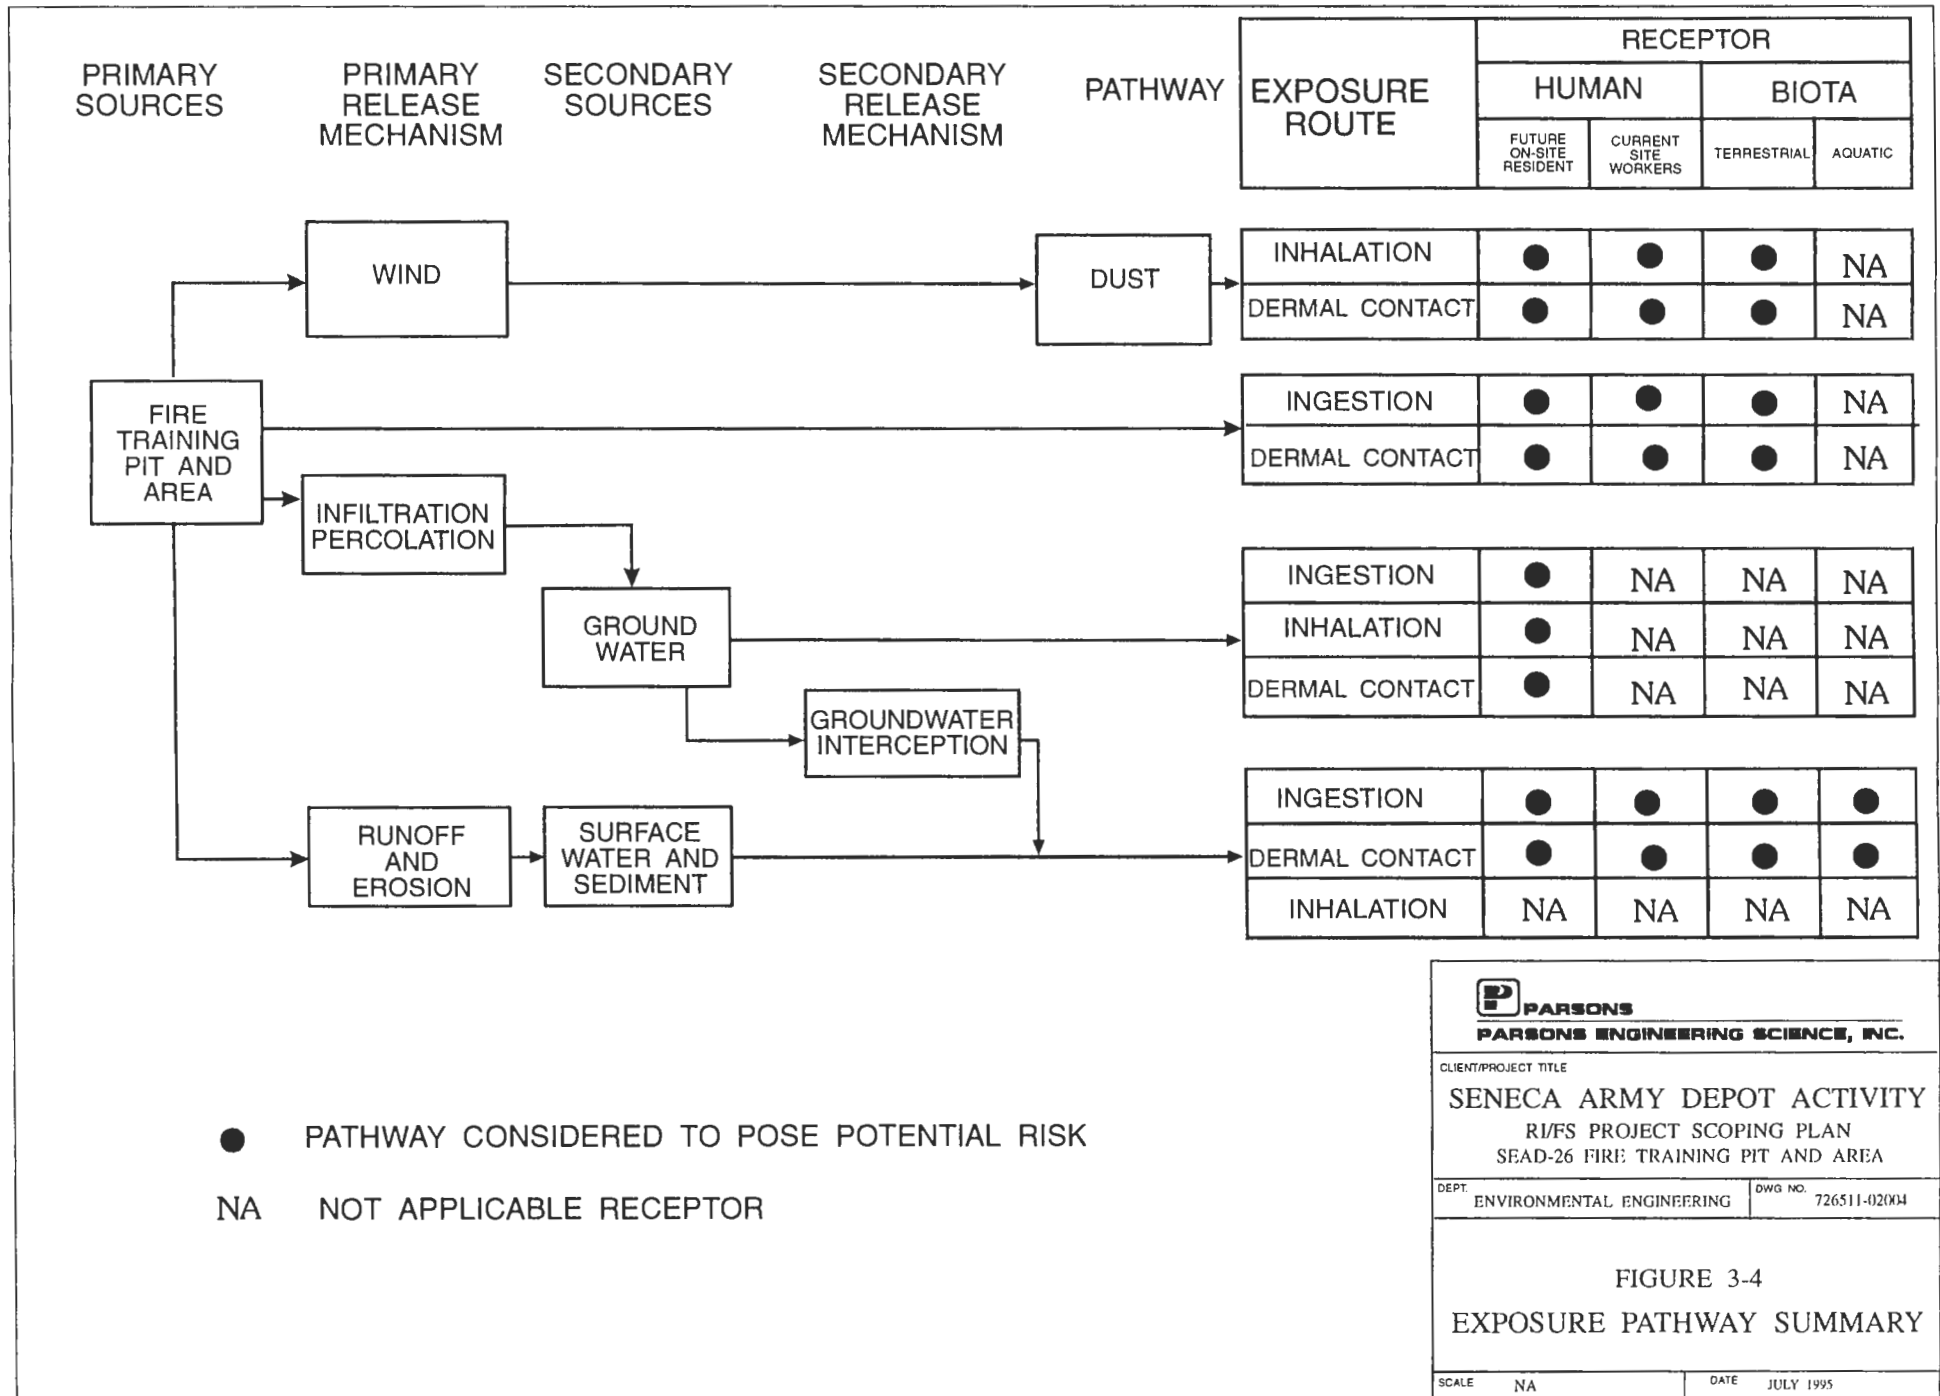 PRIMARY
SOURCES
PRIMARY
RELEASE
MECHANISM
SECONDARY
SOURCES
SECONDARY
RELEASE
MECHANISM
PATHWAY
EXPOSURE
ROUTE
RECEPTOR
HUMAN
BIOTA
FUTURE
ON-SITE
RESIDENT
CURRENT
SITE
WORKERS
TERRESTRIAL
AQUATIC
WIND
DUST
INHALATION
NA
DERMAL CONTACT
NA
FIRE
TRAINING
PIT AND
AREA
INGESTION
NA
DERMAL CONTACT
NA
INFILTRATION
PERCOLATION
GROUND
WATER
INGESTION
NA NA NA
INHALATION
NA NA NA
DERMAL CONTACT
NA NA NA
GROUNDWATER
INTERCEPTION
RUNOFF
AND
EROSION
SURFACE
WATER AND
SEDIMENT
INGESTION
DERMAL CONTACT
INHALATION
NA NA NA NA
● PATHWAY CONSIDERED TO POSE POTENTIAL RISK
NA NOT APPLICABLE RECEPTOR
P PARSONS
PARSONS ENGINEERING SCIENCE, INC.
CLIENT/PROJECT TITLE
SENECA ARMY DEPOT ACTIVITY
RI/FS PROJECT SCOPING PLAN
SEAD-26 FIRE TRAINING PIT AND AREA
DEPT. ENVIRONMENTAL ENGINEERING
DWG NO. 726511-02004
FIGURE 3-4
EXPOSURE PATHWAY SUMMARY
SCALE NA
DATE JULY 1995